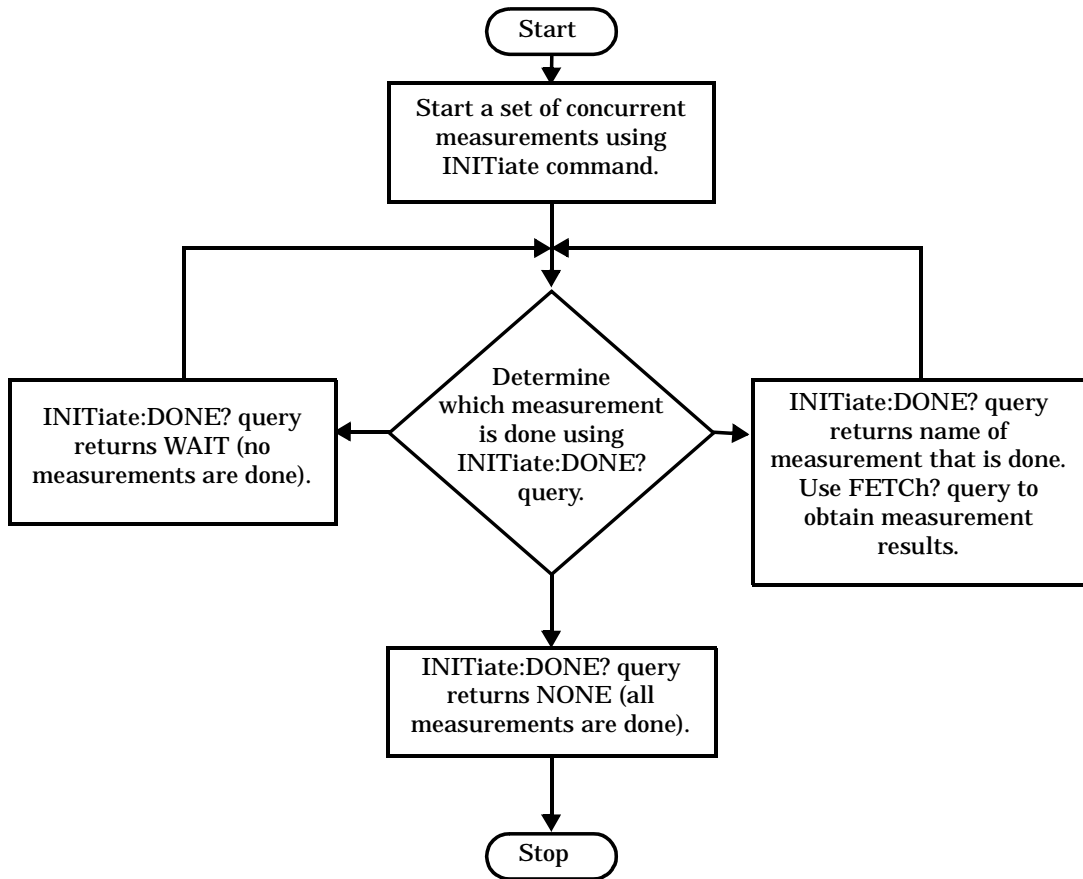 Start
Start a set of concurrent
measurements using
INITiate command.
Determine
which measurement
is done using
INITiate:DONE?
query.
INITiate:DONE? query
returns WAIT (no
measurements are done).
INITiate:DONE? query
returns name of
measurement that is done.
Use FETCh? query to
obtain measurement
results.
INITiate:DONE? query
returns NONE (all
measurements are done).
Stop